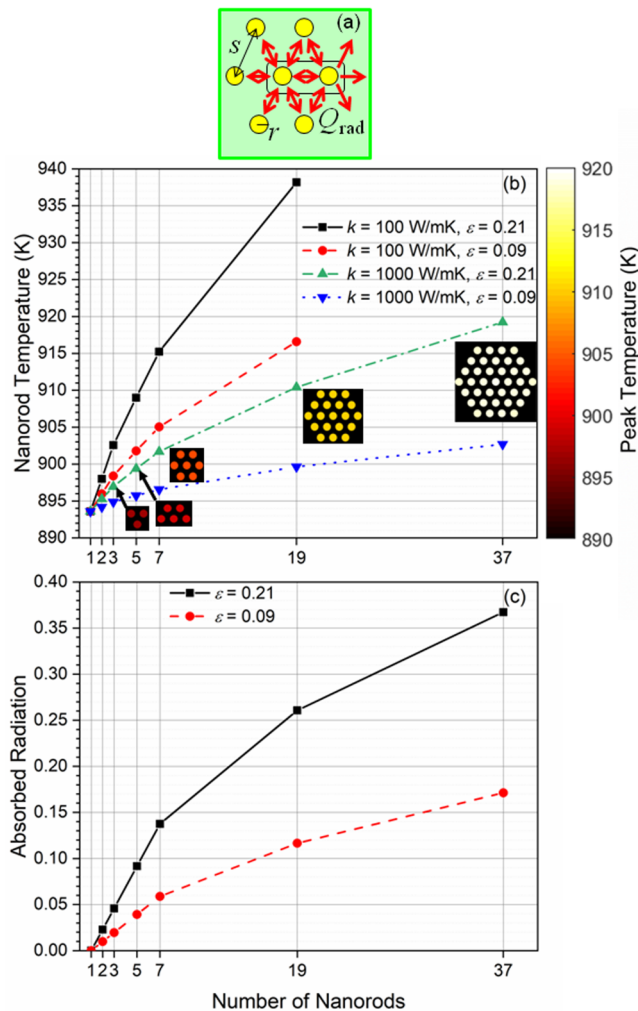 (a)
S
r
Qrad
(b)
940
935
930
925
920
915
910
905
900
895
890
Nanorod Temperature (K)
k = 100 W/mK, ε = 0.21
k = 100 W/mK, ε = 0.09
k = 1000 W/mK, ε = 0.21
k = 1000 W/mK, ε = 0.09
1 2 3 5 7 19 37
920
915
910
905
900
895
890
Peak Temperature (K)
(c)
0.40
0.35
0.30
0.25
0.20
0.15
0.10
0.05
0.00
Absorbed Radiation
ε = 0.21
ε = 0.09
1 2 3 5 7 19 37
Number of Nanorods